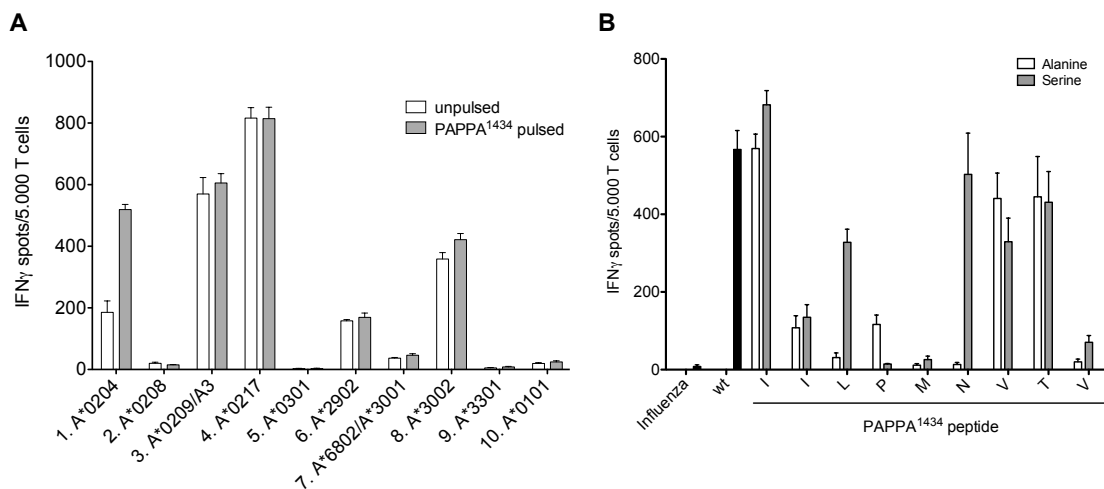 A
IFNγ spots/5.000 T cells
1000
800
600
400
200
0
unpulsed
PAPPA¹⁴³⁴ pulsed
1. A*0204
2. A*0208
3. A*0209/A3
4. A*0217
5. A*0301
6. A*2902
7. A*6802/A*3001
8. A*3002
9. A*3301
10. A*0101
B
IFNγ spots/5.000 T cells
800
600
400
200
0
Alanine
Serine
Influenza
wt
I
I
L
P
M
N
V
T
V
PAPPA¹⁴³⁴ peptide